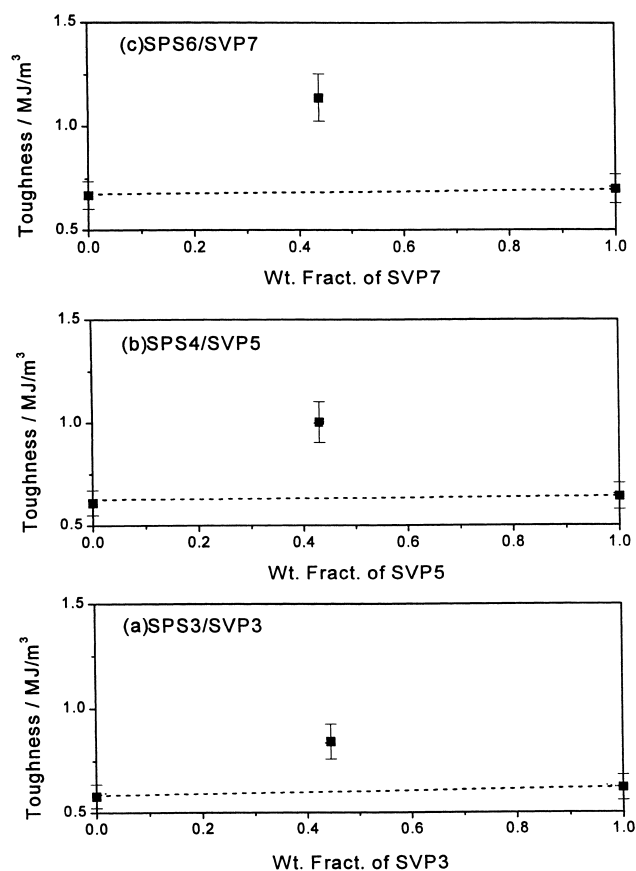 1.5
(c)SPS6/SVP7
1.0
Toughness / MJ/m³
0.5
0.0 0.2 0.4 0.6 0.8 1.0
Wt. Fract. of SVP7
1.5
(b)SPS4/SVP5
1.0
Toughness / MJ/m³
0.5
0.0 0.2 0.4 0.6 0.8 1.0
Wt. Fract. of SVP5
1.5
(a)SPS3/SVP3
1.0
Toughness / MJ/m³
0.5
0.0 0.2 0.4 0.6 0.8 1.0
Wt. Fract. of SVP3